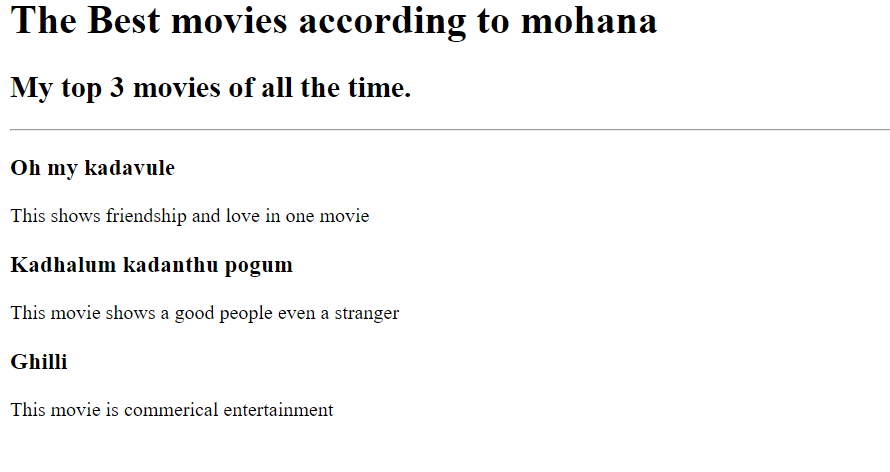 The Best movies according to mohana
My top 3 movies of all the time.
Oh my kadavule
This shows friendship and love in one movie
Kadhalum kadanthu pogum
This movie shows a good people even a stranger
Ghilli
This movie is commerical entertainment